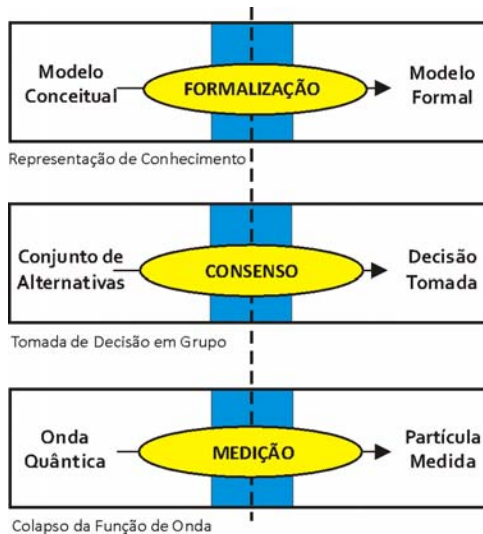 Modelo
Conceitual
FORMALIZAÇÃO
Modelo
Formal
Representação de Conhecimento
Conjunto de
Alternativas
CONSENSO
Decisão
Tomada
Tomada de Decisão em Grupo
Onda
Quântica
MEDIÇÃO
Partícula
Medida
Colapso da Função de Onda